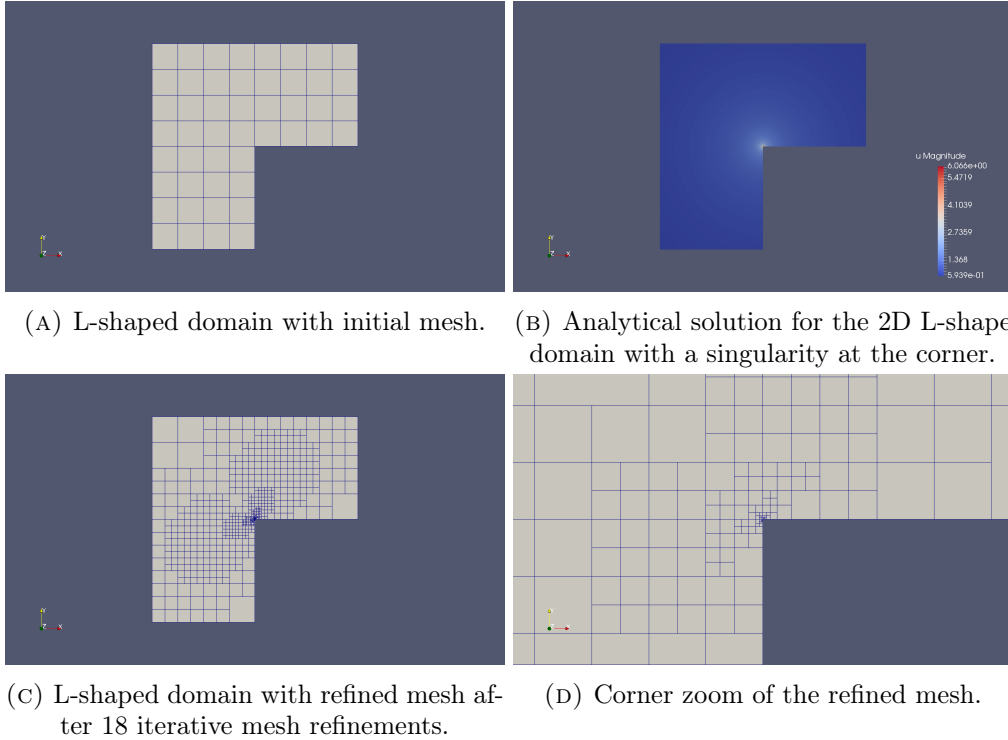 u Magnitude
6.066e+00
5.4719
4.1039
2.7359
1.368
5.939e-01
Y
Z X
Y
Z X
(A) L-shaped domain with initial mesh.
(B) Analytical solution for the 2D L-shape
domain with a singularity at the corner.
Y
Z X
Y
Z X
(C) L-shaped domain with refined mesh af-
ter 18 iterative mesh refinements.
(D) Corner zoom of the refined mesh.